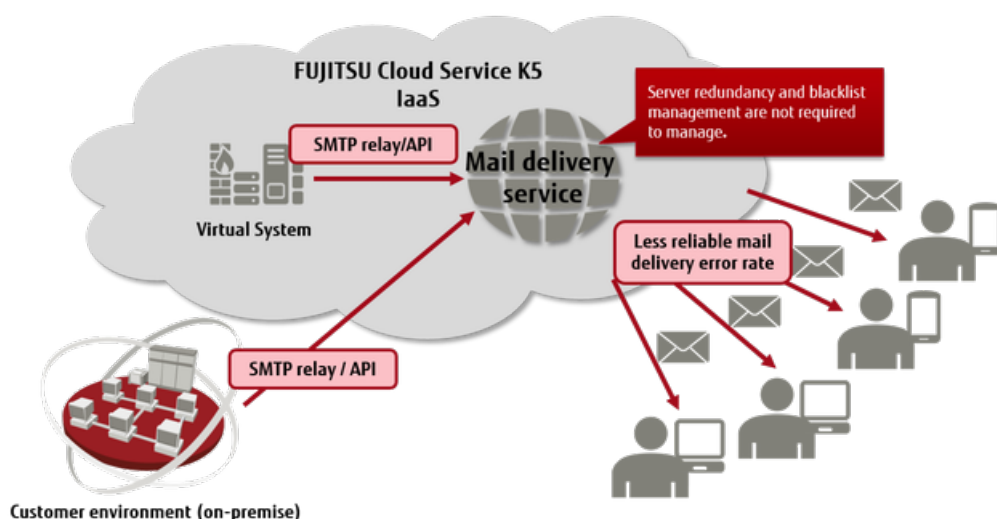 FUJITSU Cloud Service K5
IaaS
Server redundancy and blacklist
management are not required
to manage.
SMTP relay/API
Mail delivery
service
Virtual System
Less reliable mail
delivery error rate
SMTP relay / API
Customer environment (on-premise)